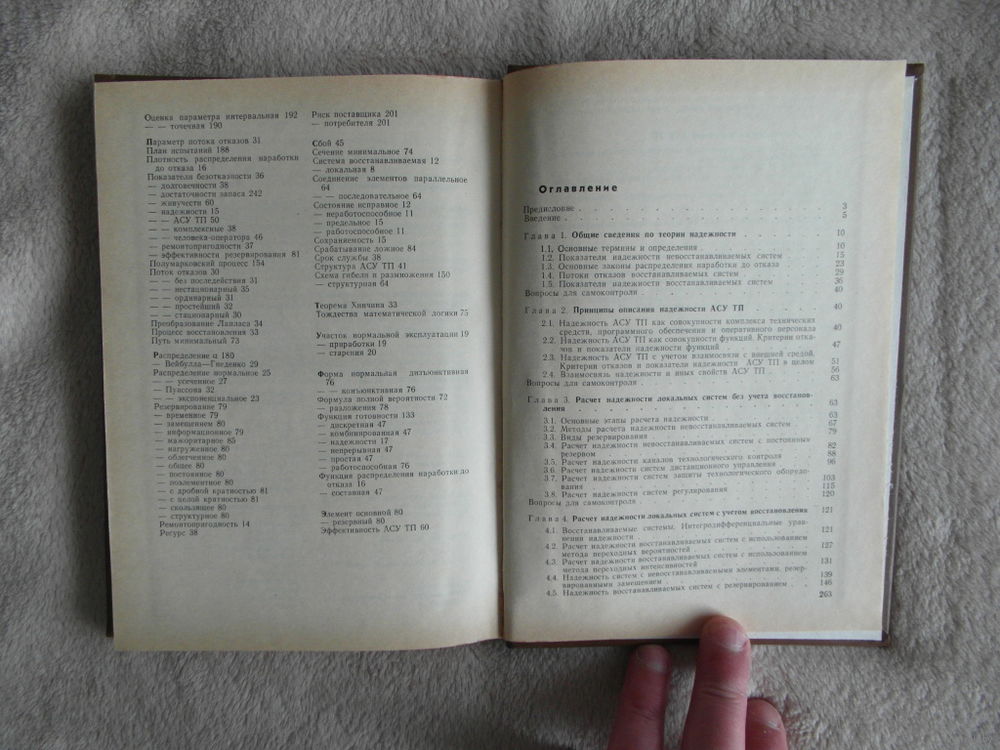 Оценка параметра интервальная 192
— — точечная 190
Параметр потока отказов 31
План испытаний 188
Плотность распределения наработки
до отказа 16
Показатели безотказности 36
— долговечности 38
— достаточности запаса 242
— живучести 60
— надежности 15
— — АСУ ТП 50
— — комплексные 38
— — человека-оператора 46
— ремонтопригодности 37
— эффективности резервирования 81
Полумарковский процесс 154
Поток отказов 30
— — без последействия 31
— — нестационарный 35
— — ординарный 31
— — простейший 32
— — стационарный 30
Преобразование Лапласа 34
Процесс восстановления 33
Путь минимальный 73
Распределение α 180
— Вейбулла—Гнеденко 29
Распределение нормальное 25
— — усеченное 27
— Пуассона 32
— — экспоненциальное 23
Резервирование 79
— временное 79
— замещением 80
— информационное 79
— мажоритарное 85
— нагруженное 80
— облегченное 80
— общее 80
— постоянное 80
— поэлементное 80
— с дробной кратностью 81
— с целой кратностью 81
— скользящее 80
— структурное 80
Ремонтопригодность 14
Ресурс 38
Риск поставщика 201
— потребителя 201
Сбой 45
Сечение минимальное 74
Система восстанавливаемая 12
— локальная 8
Соединение элементов параллельное
64
— — последовательное 64
Состояние исправное 12
— неработоспособное 11
— предельное 15
— работоспособное 11
Сохраняемость 15
Срабатывание ложное 84
Срок службы 38
Структура АСУ ТП 41
Схема гибели и размножения 150
— структурная 64
Теорема Хинчина 33
Тождества математической логики 75
Участок нормальной эксплуатации 19
— приработки 19
— старения 20
Форма нормальная дизъюнктивная
76
— — конъюнктивная 76
Формула полной вероятности 72
— разложения 78
Функция готовности 133
— дискретная 47
— комбинированная 47
— надежности 17
— непрерывная 47
— простая 47
— работоспособная 76
Функция распределения наработки до
отказа 16
— составная 47
Элемент основной 80
— резервный 80
Эффективность АСУ ТП 60
Оглавление
Предисловие 3
Введение 5
Глава 1. Общие сведения по теории надежности 10
1.1. Основные термины и определения 10
1.2. Показатели надежности невосстанавливаемых систем 15
1.3. Основные законы распределения наработки до отказа 23
1.4. Потоки отказов восстанавливаемых систем 29
1.5. Показатели надежности восстанавливаемых систем 36
Вопросы для самоконтроля 40
Глава 2. Принципы описания надежности АСУ ТП 40
2.1. Надежность АСУ ТП как совокупности комплекса технических
средств, программного обеспечения и оперативного персонала 40
2.2. Надежность АСУ ТП как совокупности функций. Критерии отка-
зов и показатели надежности функций 47
2.3. Надежность АСУ ТП с учетом взаимосвязи с внешней средой.
Критерии отказов и показатели надежности АСУ ТП в целом 51
2.4. Взаимосвязь надежности и иных свойств АСУ ТП 56
Вопросы для самоконтроля 63
Глава 3. Расчет надежности локальных систем без учета восстанов-
ления 63
3.1. Основные этапы расчета надежности 63
3.2. Методы расчета надежности невосстанавливаемых систем 67
3.3. Виды резервирования 79
3.4. Расчет надежности невосстанавливаемых систем с постоянным
резервом 82
3.5. Расчет надежности каналов технологического контроля 88
3.6. Расчет надежности систем дистанционного управления 96
3.7. Расчет надежности систем защиты технологического оборудо-
вания 103
3.8. Расчет надежности систем регулирования 115
Вопросы для самоконтроля 120
Глава 4. Расчет надежности локальных систем с учетом восстановления 121
4.1. Восстанавливаемые системы. Интегродифференциальные урав-
нения надежности 121
4.2. Расчет надежности восстанавливаемых систем с использованием
метода переходных вероятностей 127
4.3. Расчет надежности восстанавливаемых систем с использованием
метода переходных интенсивностей 131
4.4. Надежность систем с невосстанавливаемыми элементами, резер-
вированными замещением 139
4.5. Надежность восстанавливаемых систем с резервированием 146
263